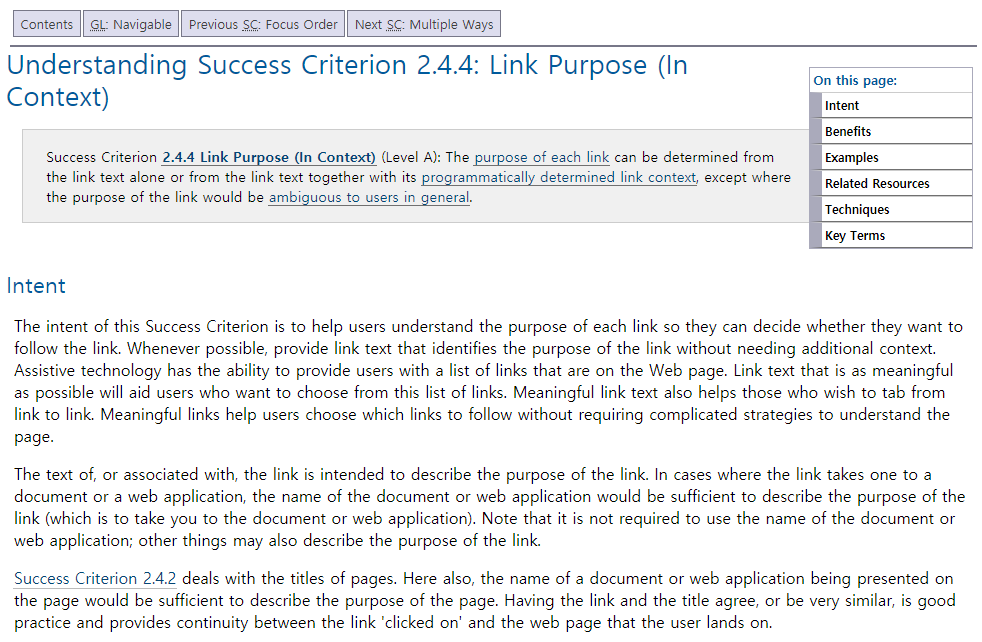 Contents GL: Navigable Previous SC: Focus Order Next SC: Multiple Ways
Understanding Success Criterion 2.4.4: Link Purpose (In
Context)
On this page:
Intent
Benefits
Examples
Related Resources
Techniques
Key Terms
Success Criterion 2.4.4 Link Purpose (In Context) (Level A): The purpose of each link can be determined from
the link text alone or from the link text together with its programmatically determined link context, except where
the purpose of the link would be ambiguous to users in general.
Intent
The intent of this Success Criterion is to help users understand the purpose of each link so they can decide whether they want to
follow the link. Whenever possible, provide link text that identifies the purpose of the link without needing additional context.
Assistive technology has the ability to provide users with a list of links that are on the Web page. Link text that is as meaningful
as possible will aid users who want to choose from this list of links. Meaningful link text also helps those who wish to tab from
link to link. Meaningful links help users choose which links to follow without requiring complicated strategies to understand the
page.
The text of, or associated with, the link is intended to describe the purpose of the link. In cases where the link takes one to a
document or a web application, the name of the document or web application would be sufficient to describe the purpose of the
link (which is to take you to the document or web application). Note that it is not required to use the name of the document or
web application; other things may also describe the purpose of the link.
Success Criterion 2.4.2 deals with the titles of pages. Here also, the name of a document or web application being presented on
the page would be sufficient to describe the purpose of the page. Having the link and the title agree, or be very similar, is good
practice and provides continuity between the link 'clicked on' and the web page that the user lands on.